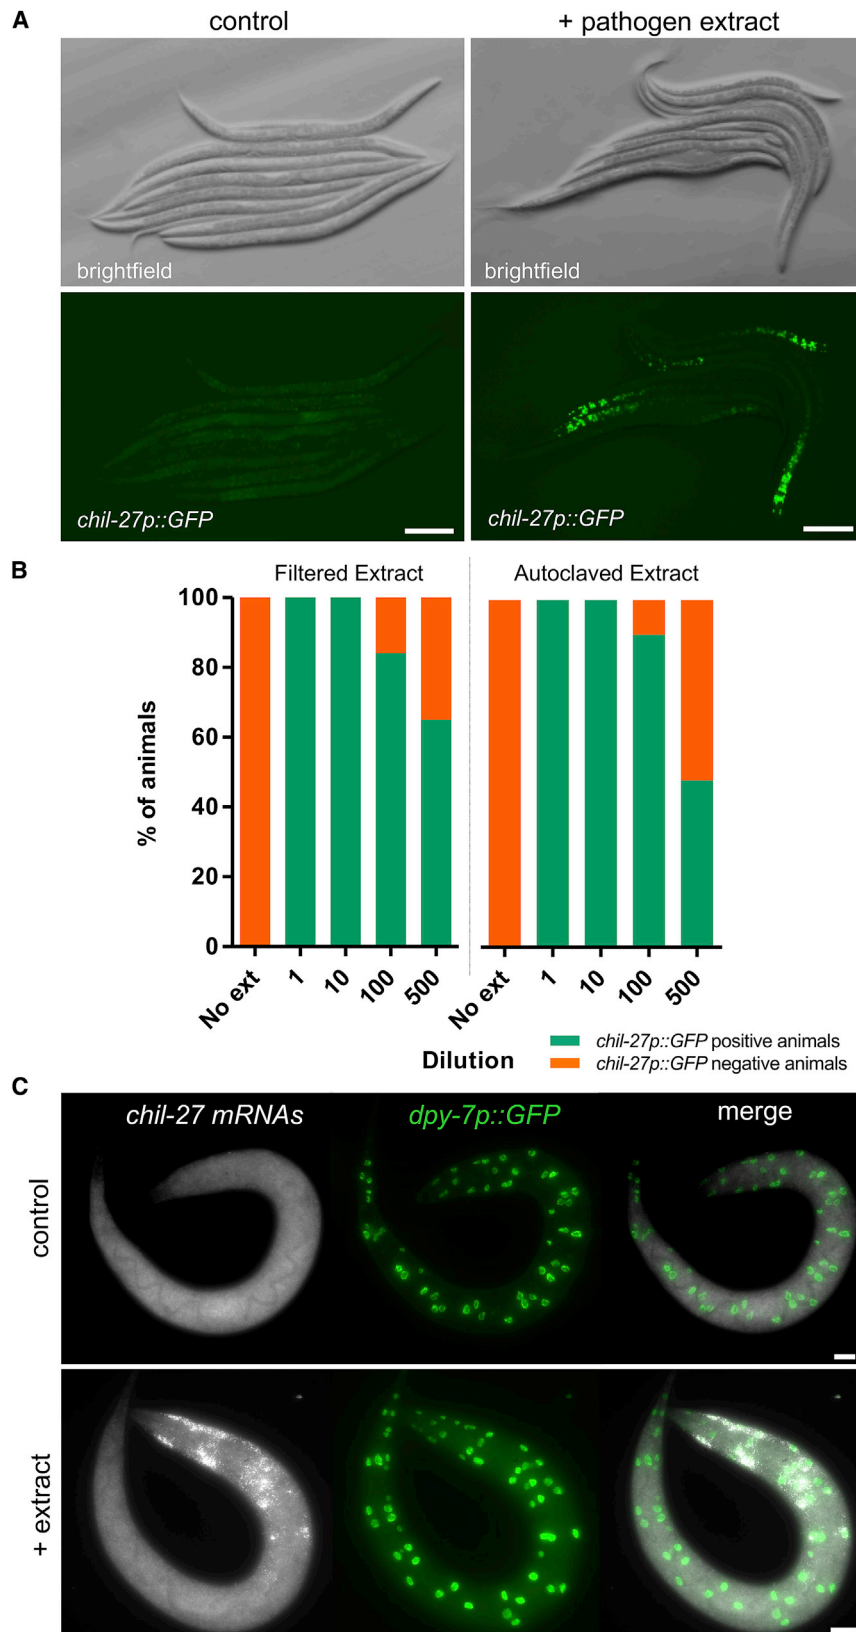 A
control
+ pathogen extract
brightfield
brightfield
chil-27p::GFP
chil-27p::GFP
B
Filtered Extract
Autoclaved Extract
% of animals
100
80
60
40
20
0
No ext
1
10
100
500
No ext
1
10
100
500
Dilution
chil-27p::GFP positive animals
chil-27p::GFP negative animals
C
chil-27 mRNAs
dpy-7p::GFP
merge
control
+ extract